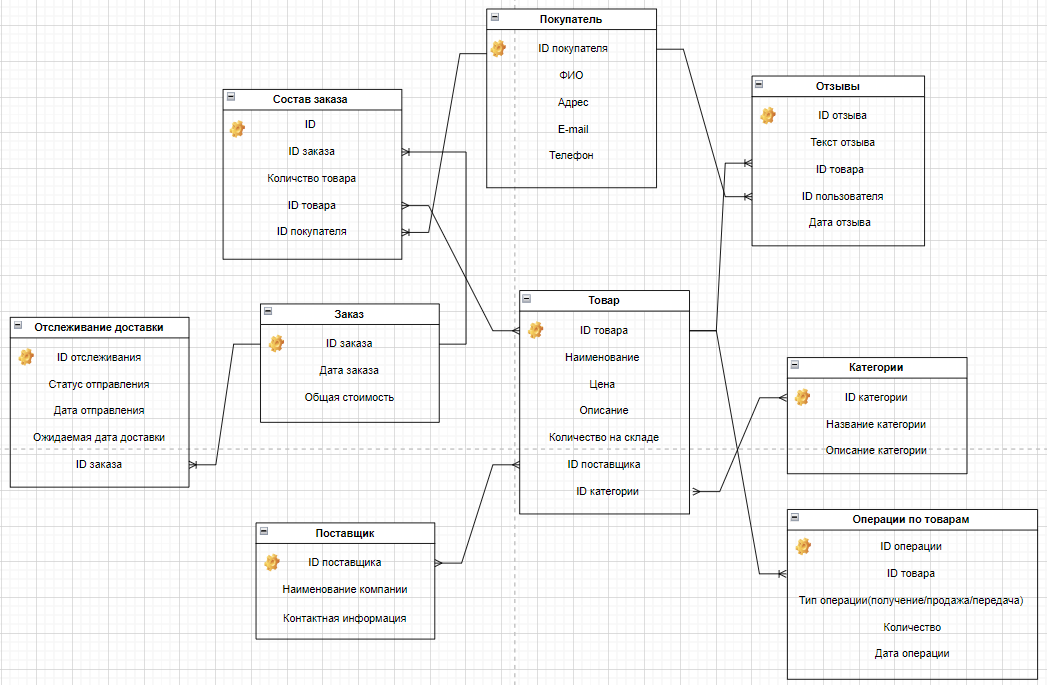 Покупатель
ID покупателя
ФИО
Адрес
E-mail
Телефон
Отзывы
ID отзыва
Текст отзыва
ID товара
ID пользователя
Дата отзыва
Состав заказа
ID
ID заказа
Количство товара
ID товара
ID покупателя
Товар
ID товара
Наименование
Цена
Описание
Количество на складе
ID поставщика
ID категории
Заказ
ID заказа
Дата заказа
Общая стоимость
Отслеживание доставки
ID отслеживания
Статус отправления
Дата отправления
Ожидаемая дата доставки
ID заказа
Категории
ID категории
Название категории
Описание категории
Поставщик
ID поставщика
Наименование компании
Контактная информация
Операции по товарам
ID операции
ID товара
Тип операции(получение/продажа/передача)
Количество
Дата операции